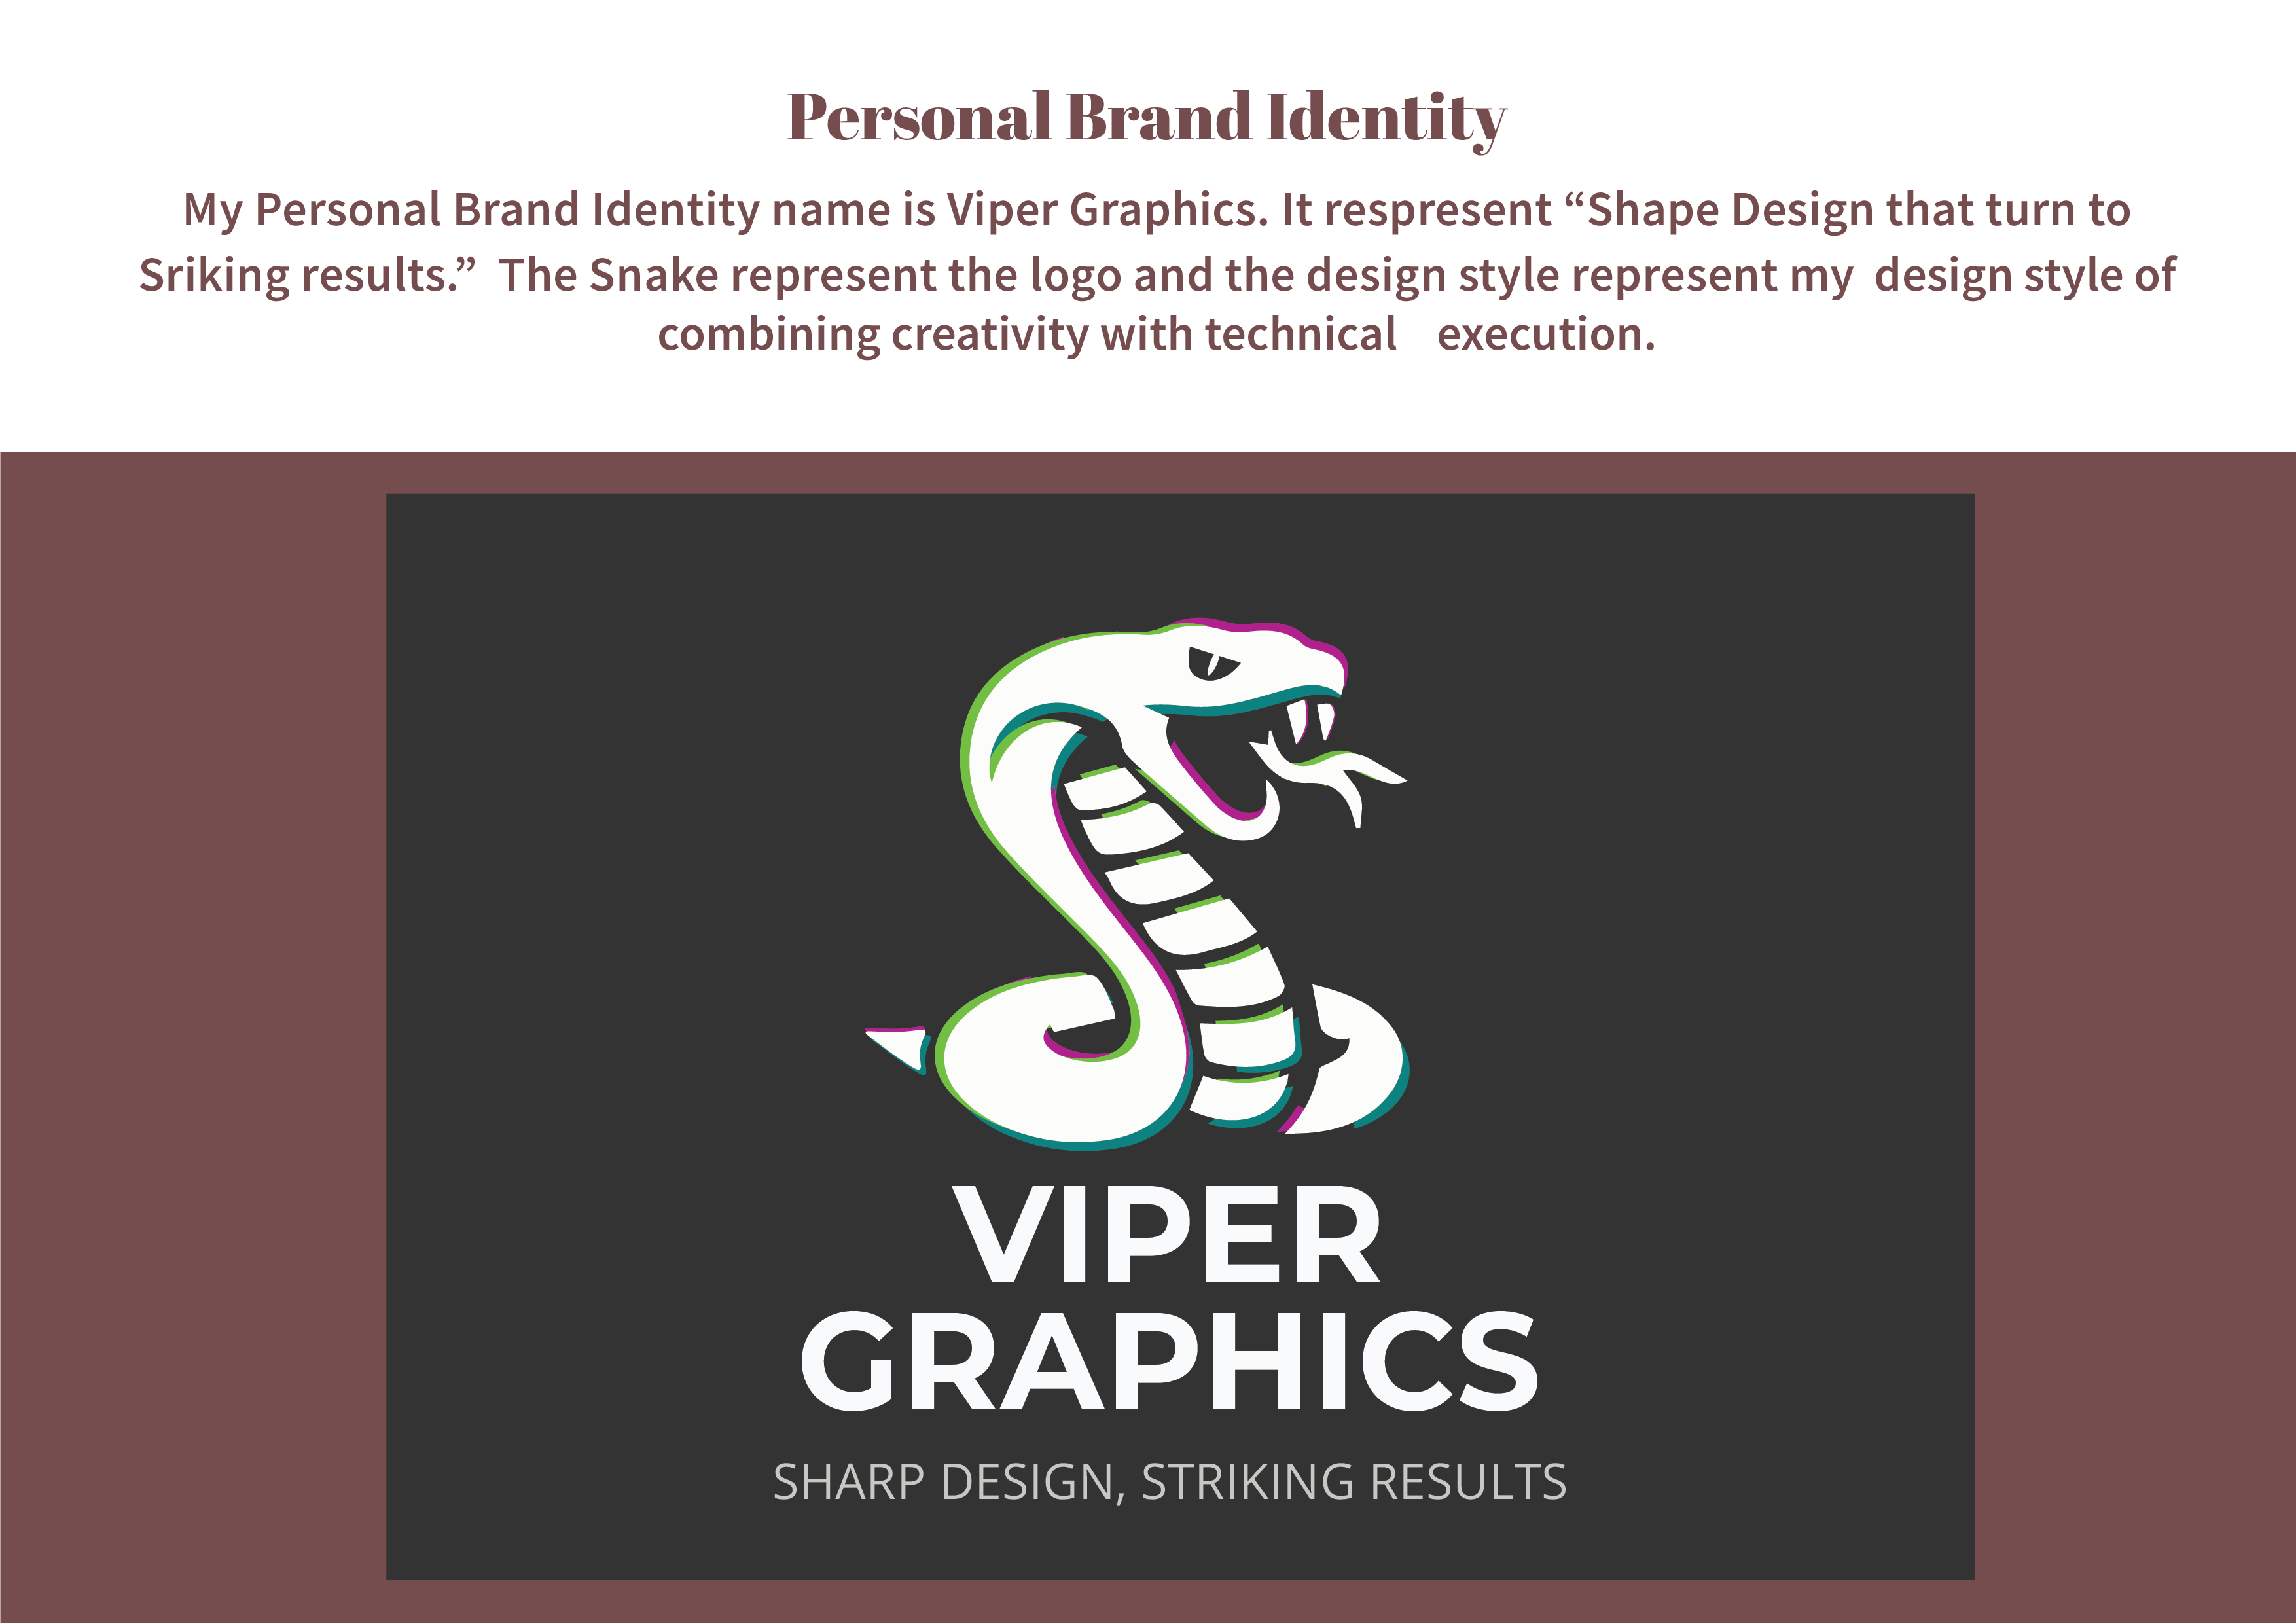 Personal Brand Identity
My Personal Brand Identity name is Viper Graphics. It respresent “Shape Design that turn to
Sriking results.” The Snake represent the logo and the design style represent my design style of
combining creativity with technical execution.
VIPER
GRAPHICS
SHARP DESIGN, STRIKING RESULTS